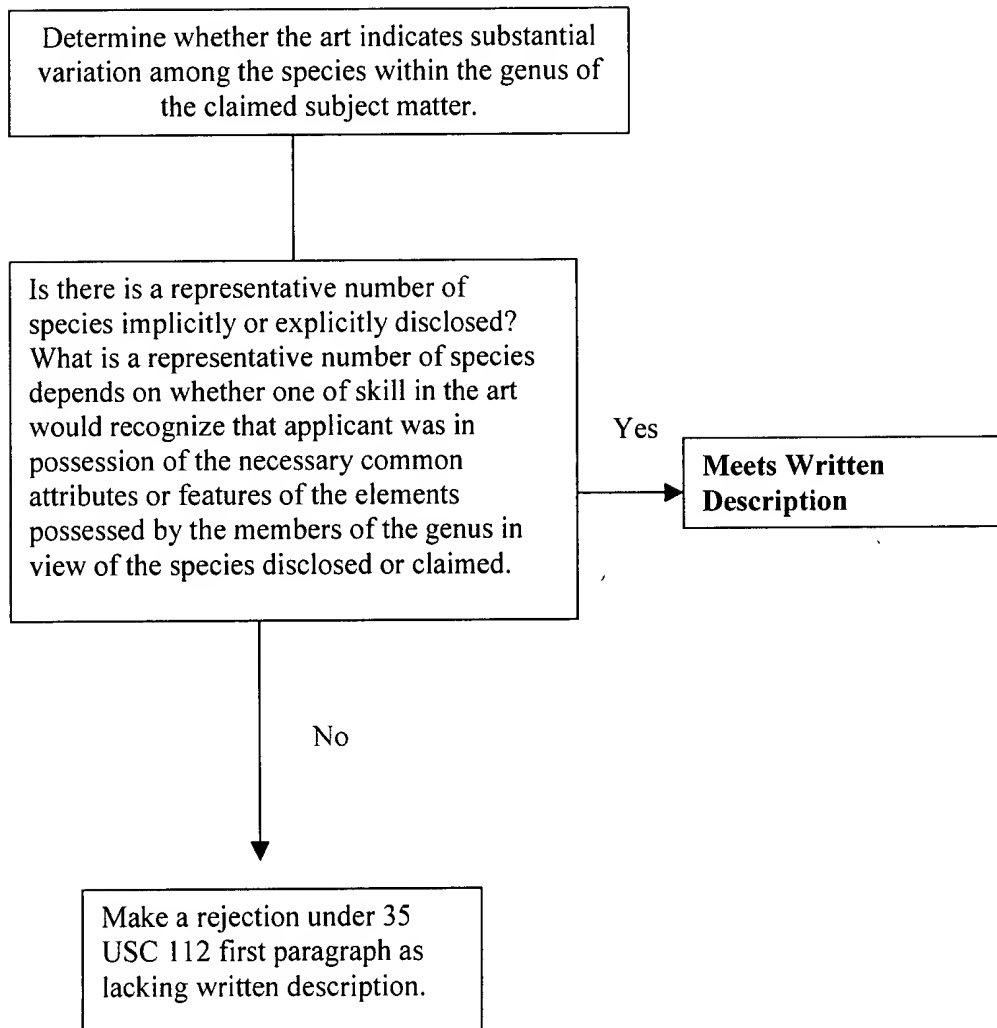 Determine whether the art indicates substantial
variation among the species within the genus of
the claimed subject matter.
Is there is a representative number of
species implicitly or explicitly disclosed?
What is a representative number of species
depends on whether one of skill in the art
would recognize that applicant was in
possession of the necessary common
attributes or features of the elements
possessed by the members of the genus in
view of the species disclosed or claimed.
Yes
Meets Written
Description
No
Make a rejection under 35
USC 112 first paragraph as
lacking written description.